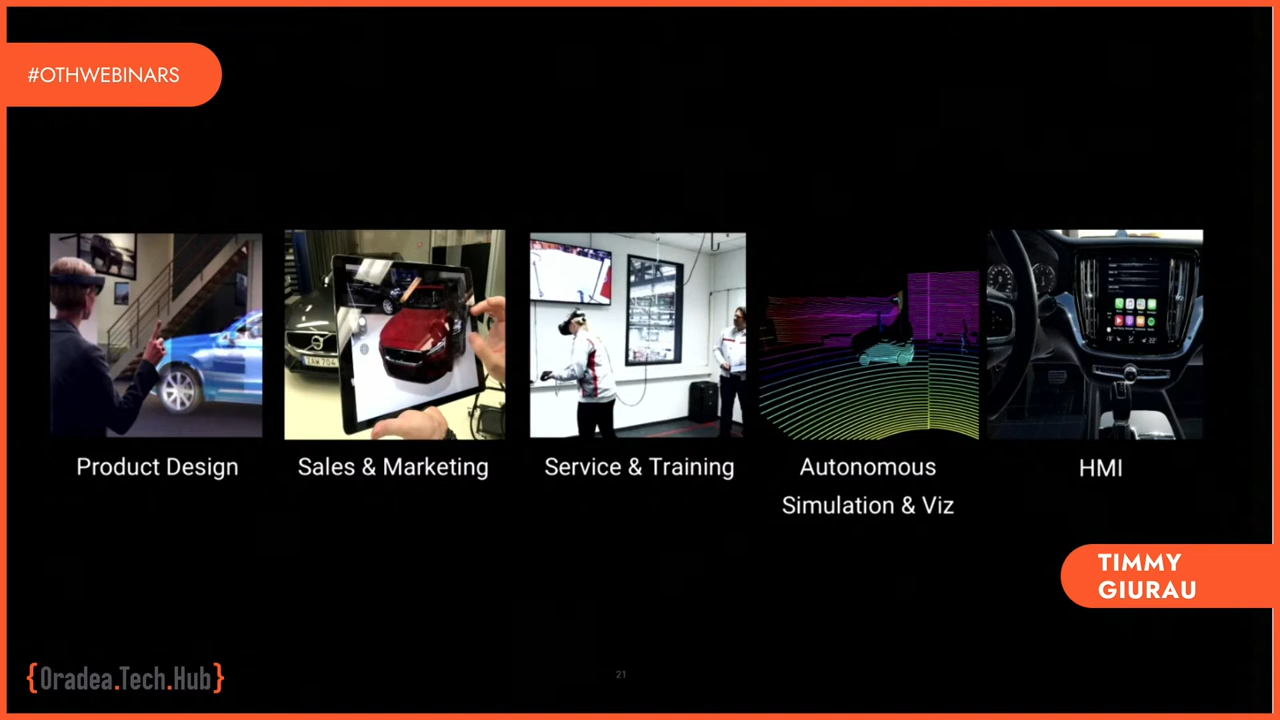 #OTHWEBINARS
Product Design
Sales & Marketing
Service & Training
Autonomous
Simulation & Viz
HMI
TIMMY
GIURAU
{Oradea.Tech.Hub}
21